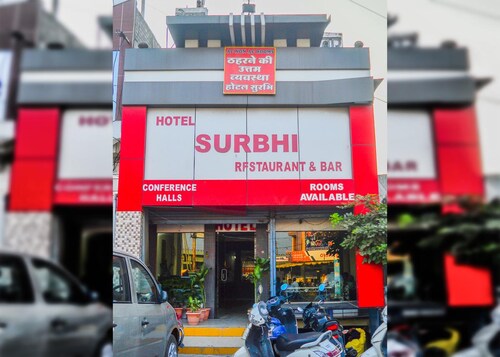 ठहरने की
उत्तम
व्यवस्था
होटल सुरभि
HOTEL
SURBHI
RESTAURANT & BAR
CONFERENCE
HALLS
ROOMS
AVAILABLE
HOTEL